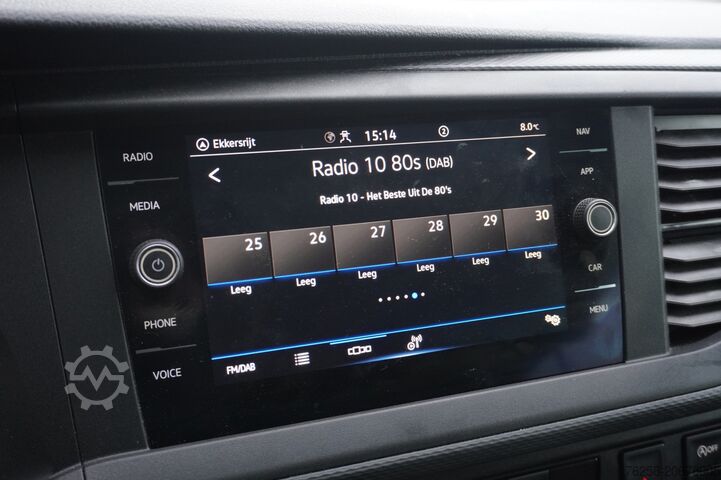 RADIO
MEDIA
PHONE
VOICE
Ekkersrijt 15:14 2 8.0°C
< Radio 10 80s (DAB) >
Radio 10 - Het Beste Uit De 80's
25 26 27 28 29 30
Leeg Leeg Leeg Leeg Leeg Leeg
FM/DAB
NAV
APP
CAR
MENU
OFF